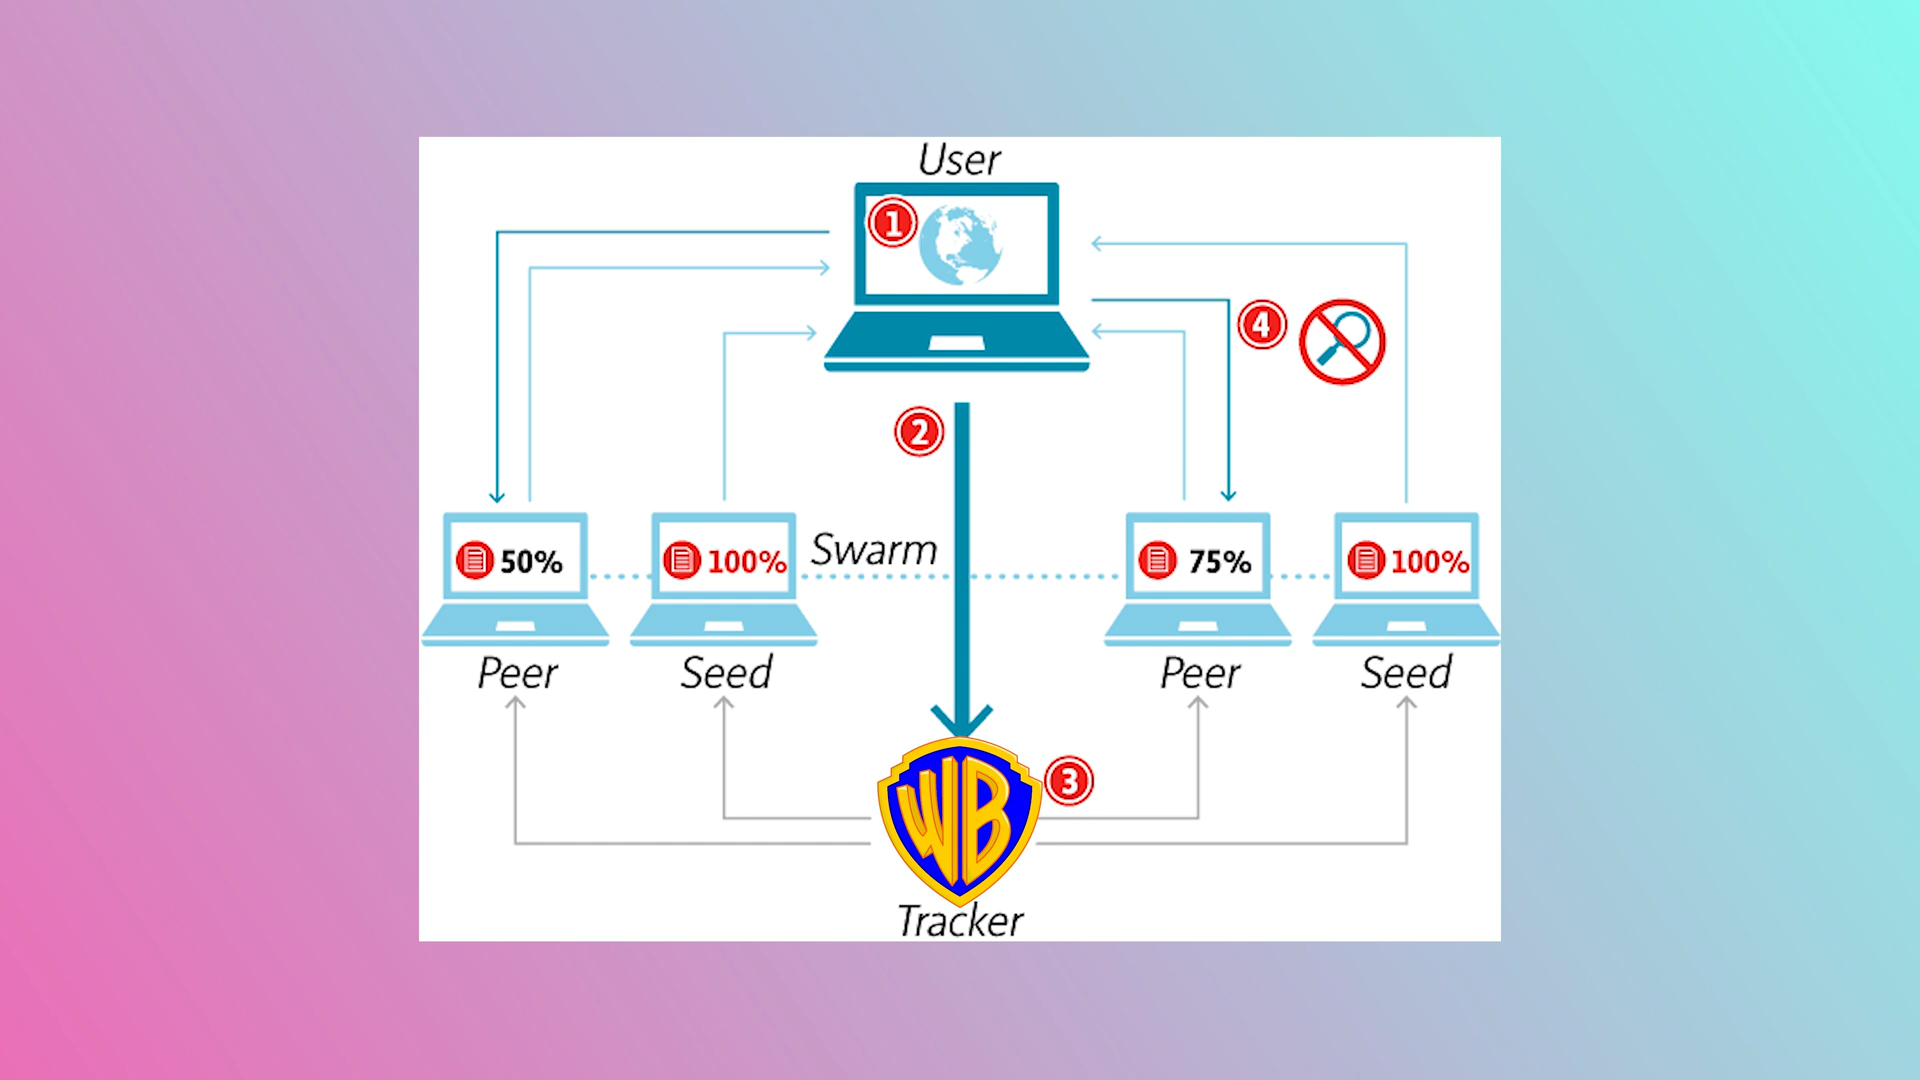 User
1
4
2
Swarm
50%
100%
75%
100%
Peer
Seed
Peer
Seed
WB
3
Tracker